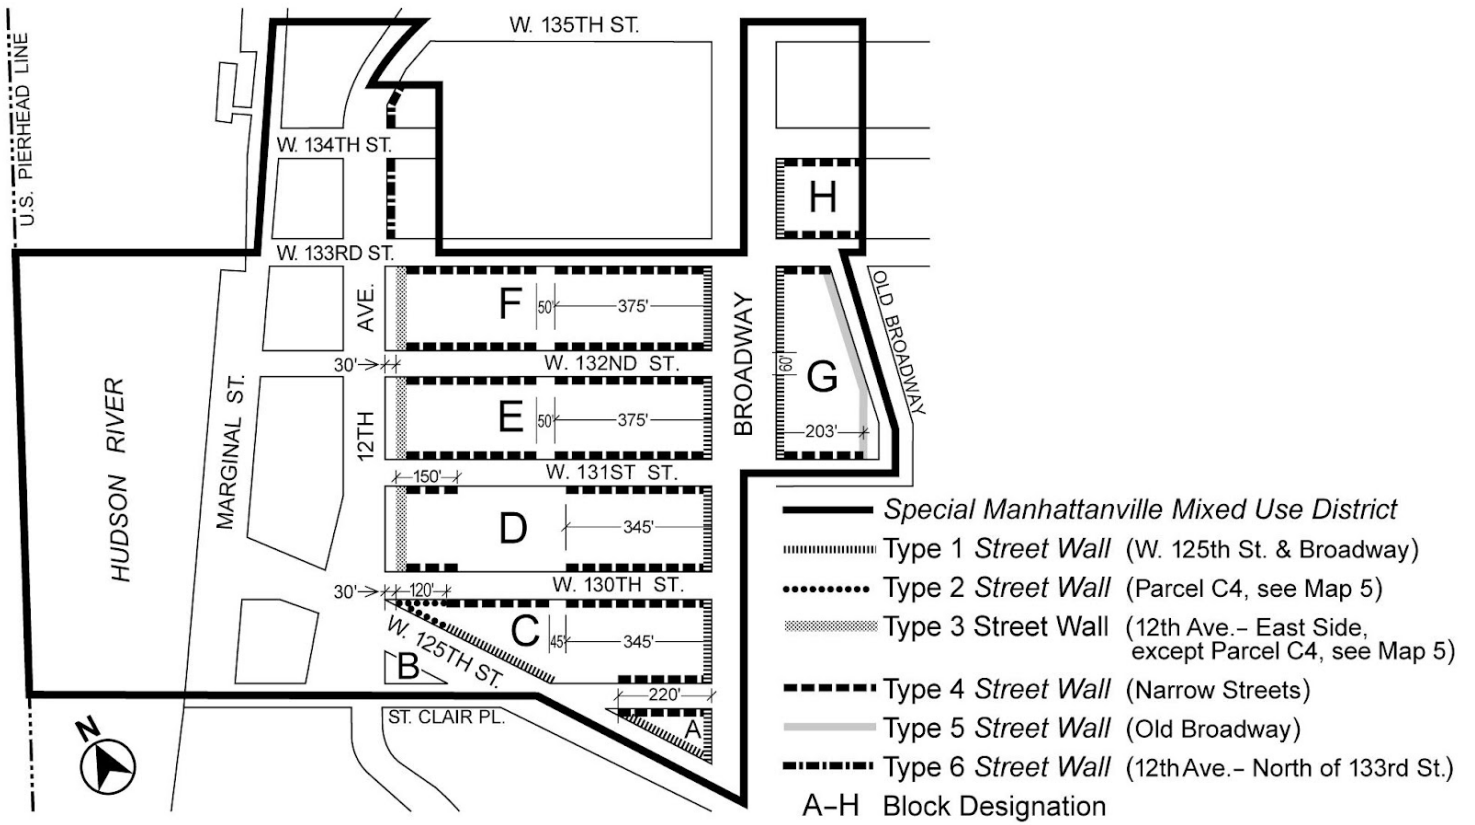 W. 135TH ST.
U.S. PIERHEAD LINE
W. 134TH ST.
H
W. 133RD ST.
AVE.
F
50'
375'
BROADWAY
OLD BROADWAY
30'
W. 132ND ST.
60'
G
HUDSON RIVER
MARGINAL ST.
12TH
E
50'
375'
203'
150'
W. 131ST ST.
D
345'
30'
120'
W. 130TH ST.
C
45'
345'
W. 125TH ST.
B
220'
A
ST. CLAIR PL.
N
Special Manhattanville Mixed Use District
Type 1 Street Wall (W. 125th St. & Broadway)
Type 2 Street Wall (Parcel C4, see Map 5)
Type 3 Street Wall (12th Ave.– East Side,
except Parcel C4, see Map 5)
Type 4 Street Wall (Narrow Streets)
Type 5 Street Wall (Old Broadway)
Type 6 Street Wall (12th Ave.– North of 133rd St.)
A–H Block Designation